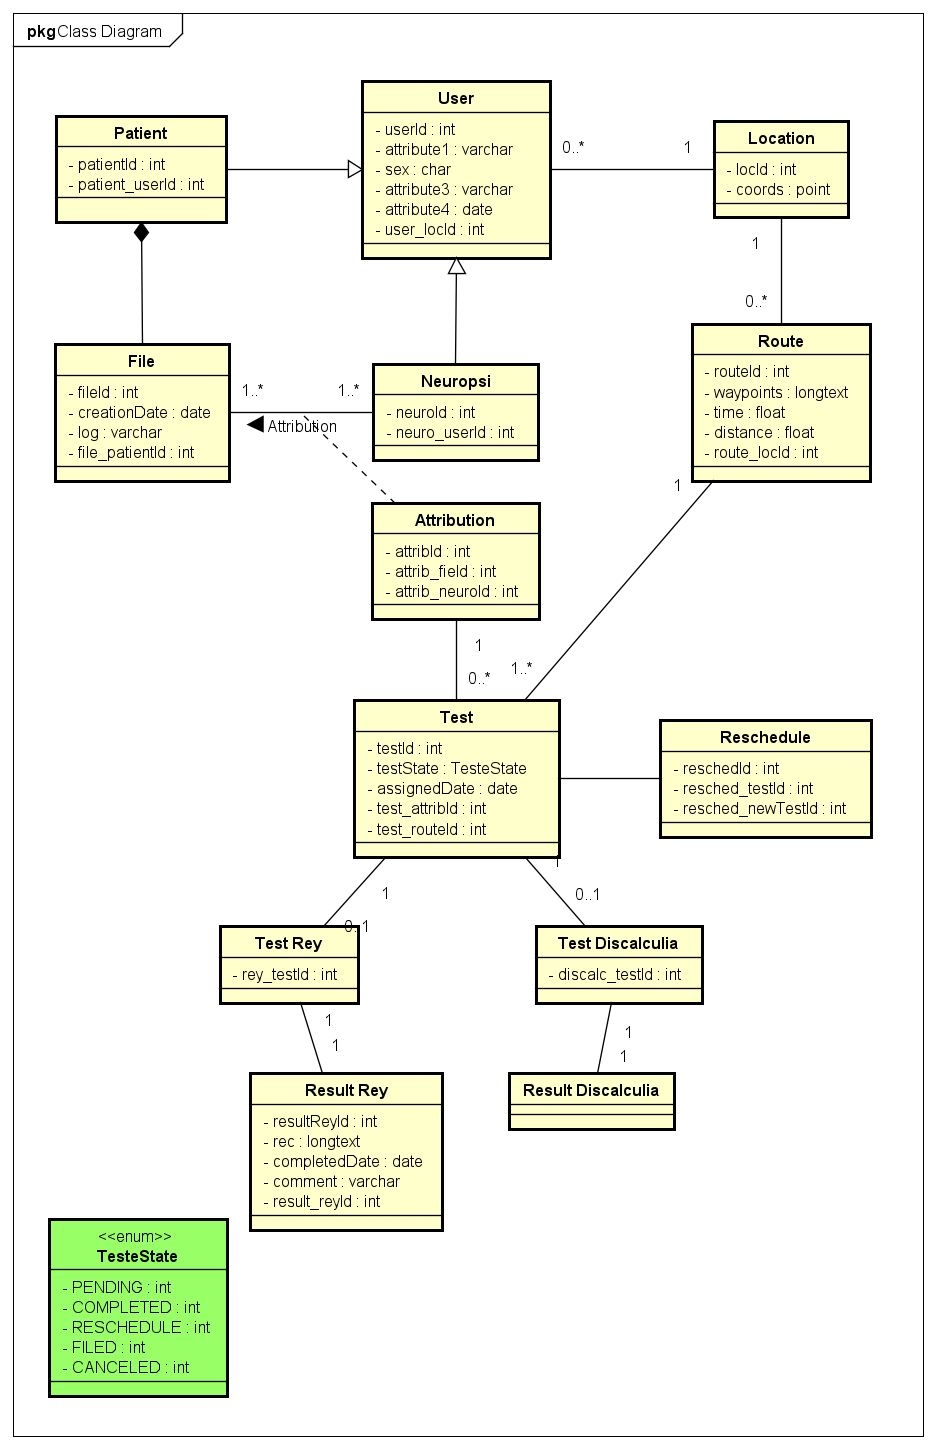 pkg Class Diagram
User
- userId : int
- attribute1 : varchar
- sex : char
- attribute3 : varchar
- attribute4 : date
- user_locId : int
Patient
- patientId : int
- patient_userId : int
0..*
1
Location
- locId : int
- coords : point
1
0..*
File
- fileId : int
- creationDate : date
- log : varchar
- file_patientId : int
1..*
1..*
Attribution
Neuropsi
- neuroId : int
- neuro_userId : int
Route
- routeId : int
- waypoints : longtext
- time : float
- distance : float
- route_locId : int
1
1..*
Attribution
- attribId : int
- attrib_fieId : int
- attrib_neuroId : int
1
0..*
Test
- testId : int
- testState : TesteState
- assignedDate : date
- test_attribId : int
- test_routeId : int
Reschedule
- reschedId : int
- resched_testId : int
- resched_newTestId : int
1
0..1
1
0..1
Test Rey
- rey_testId : int
Test Discalculia
- discalc_testId : int
1
1
1
1
Result Rey
- resultReyId : int
- rec : longtext
- completedDate : date
- comment : varchar
- result_reyId : int
Result Discalculia
<<enum>>
TesteState
- PENDING : int
- COMPLETED : int
- RESCHEDULE : int
- FILED : int
- CANCELED : int